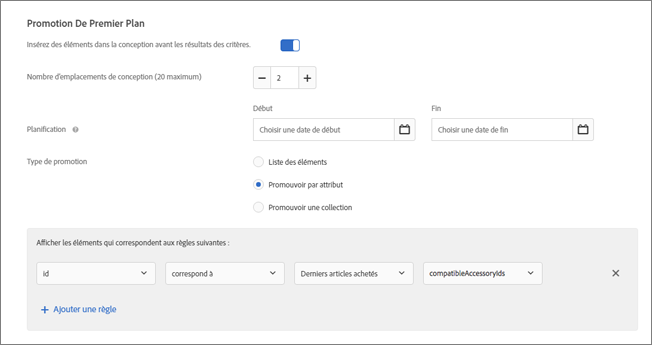 Promotion De Premier Plan
Insérez des éléments dans la conception avant les résultats des critères.
Nombre d'emplacements de conception (20 maximum)
2
Début
Fin
Planification
Choisir une date de début
Choisir une date de fin
Type de promotion
Liste des éléments
Promouvoir par attribut
Promouvoir une collection
Afficher les éléments qui correspondent aux règles suivantes :
id
correspond à
Derniers articles achetés
compatibleAccessoryIds
+ Ajouter une règle